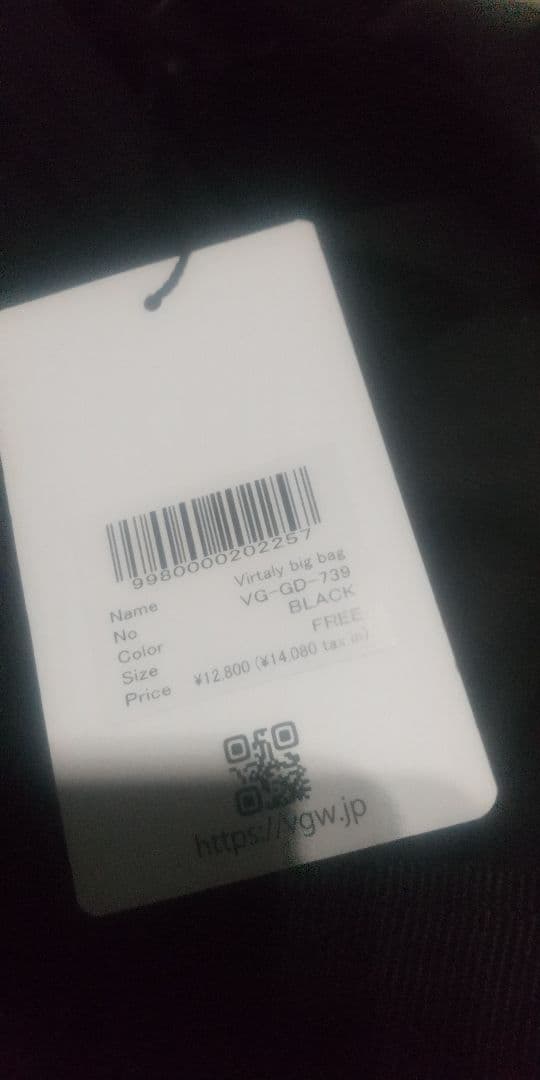 9980000202257
Name Virtaly big bag
No VG-GD-739
Color BLACK
Size FREE
Price ¥12,800 (¥14,080 tax in)
https://vgw.jp